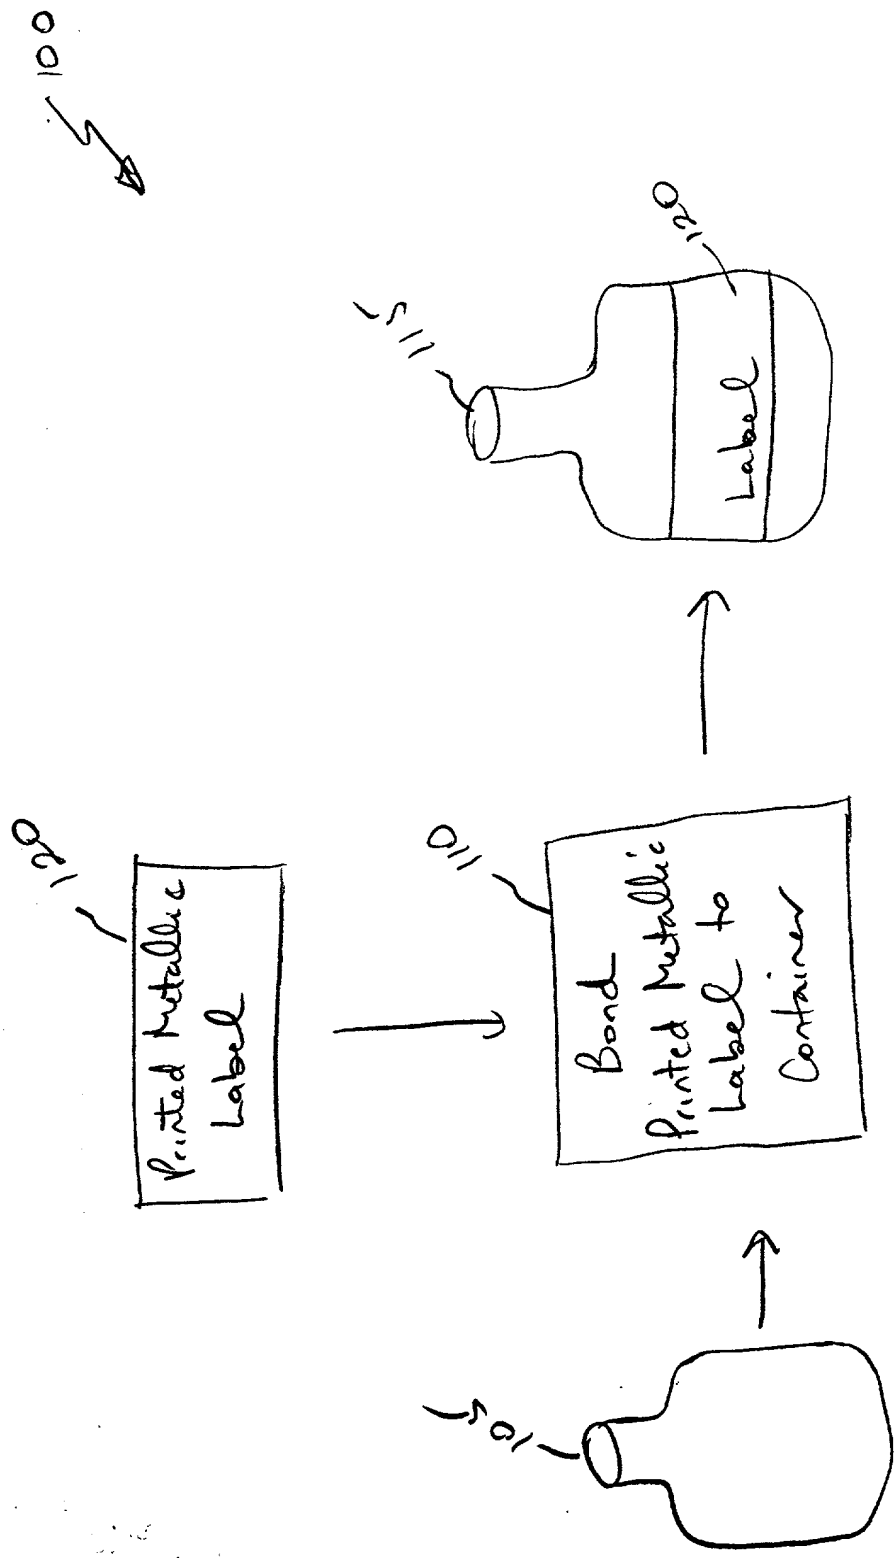 100
120
Printed Metallic
Label
110
Bond
Printed Metallic
Label to
Container
105
115
120
Label